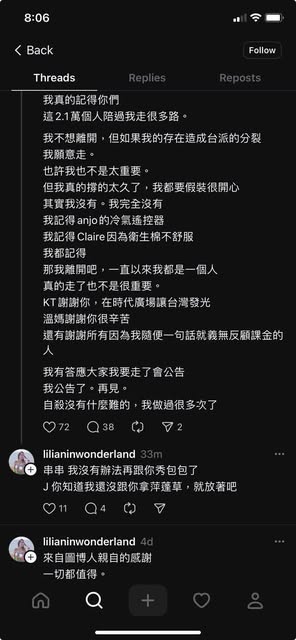 8:06
Back
Follow
Threads
Replies
Reposts
我真的記得你們
這2.1萬個人陪過我走很多路。
我不想離開，但如果我的存在造成台派的分裂
我願意走。
也許我也不是太重要。
但我真的撐的太久了，我都要假裝很開心
其實我沒有。我完全沒有
我記得anjo的冷氣遙控器
我記得Claire因為衛生棉不舒服
我都記得
那我離開吧，一直以來我都是一個人
真的走了也不是很重要。
KT謝謝你，在時代廣場讓台灣發光
溫媽謝謝你很辛苦
還有謝謝所有因為我隨便一句話就義無反顧課金的
人
我有答應大家我要走了會公告
我公告了。再見。
自殺沒有什麼難的，我做過很多次了
72
38
2
lilianinwonderland 33m
串串 我沒有辦法再跟你秀包包了
J 你知道我還沒跟你拿萍蓬草，就放著吧
11
4
lilianinwonderland 4d
來自圖博人親自的感謝
一切都值得。